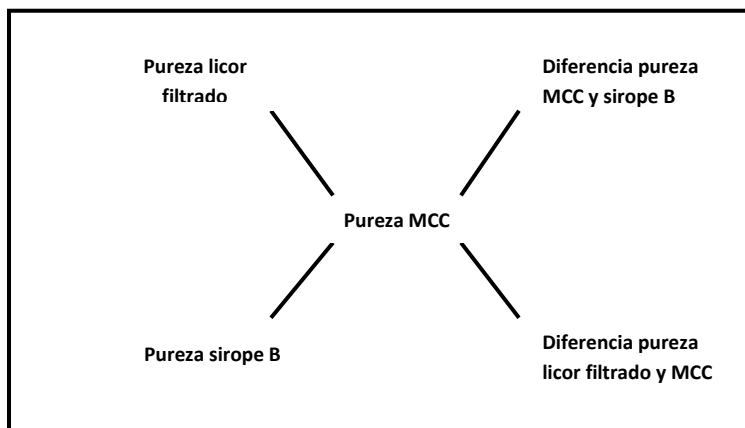 Pureza licor
filtrado
Diferencia pureza
MCC y sirope B
Pureza MCC
Pureza sirope B
Diferencia pureza
licor filtrado y MCC